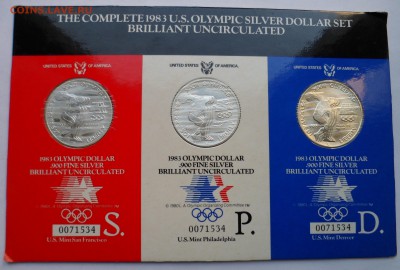 COINS.LAVE.RU
THE COMPLETE 1983 U.S. OLYMPIC SILVER DOLLAR SET
BRILLIANT UNCIRCULATED
UNITED STATES OF AMERICA
1983 OLYMPIC DOLLAR
.900 FINE SILVER
BRILLIANT UNCIRCULATED
0071534
S.
U.S. Mint San Francisco
UNITED STATES OF AMERICA
1983 OLYMPIC DOLLAR
.900 FINE SILVER
BRILLIANT UNCIRCULATED
0071534
P.
U.S. Mint Philadelphia
UNITED STATES OF AMERICA
1983 OLYMPIC DOLLAR
.900 FINE SILVER
BRILLIANT UNCIRCULATED
0071534
D.
U.S. Mint Denver